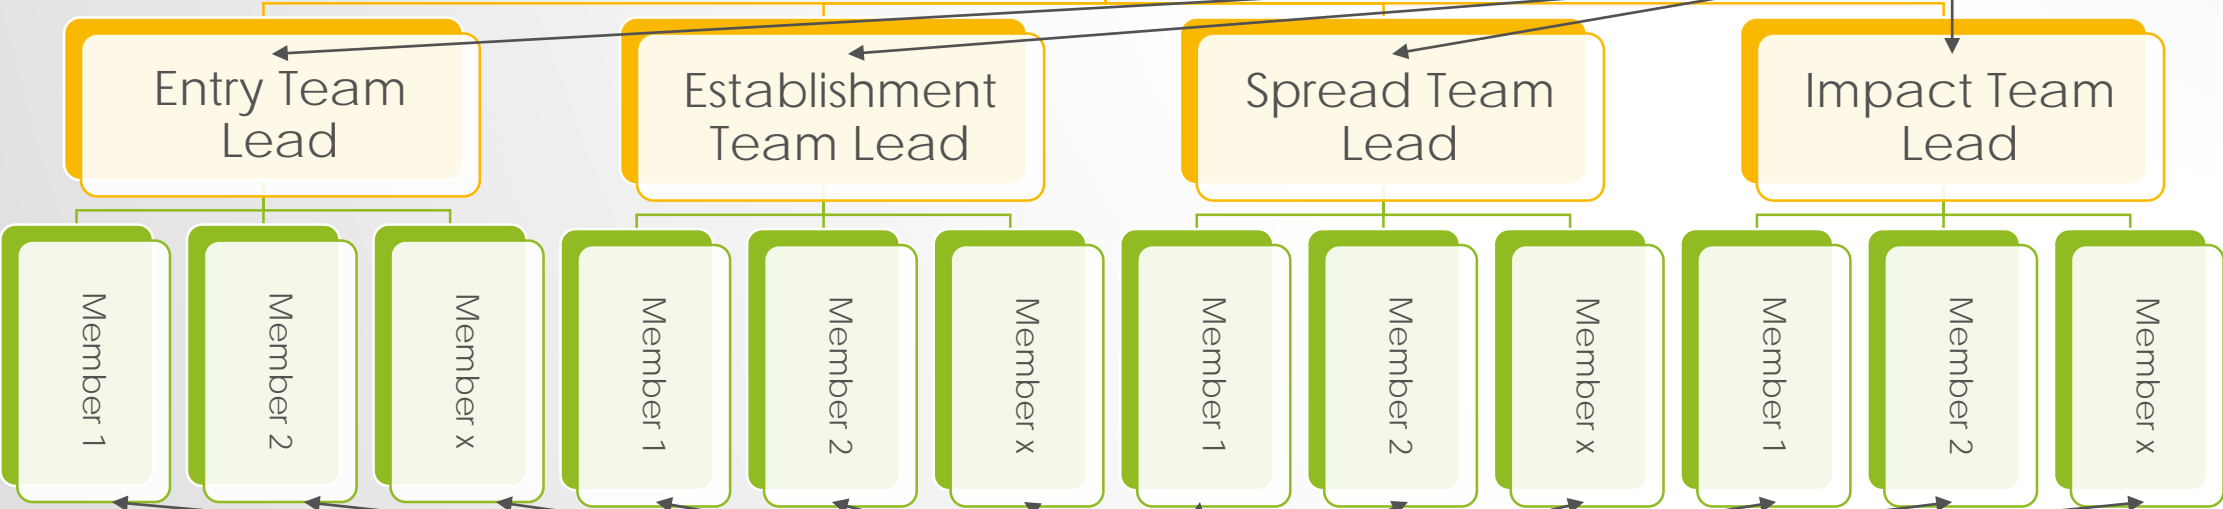 Entry Team
Lead
Establishment
Team Lead
Spread Team
Lead
Impact Team
Lead
Member 1
Member 2
Member x
Member 1
Member 2
Member x
Member 1
Member 2
Member x
Member 1
Member 2
Member x